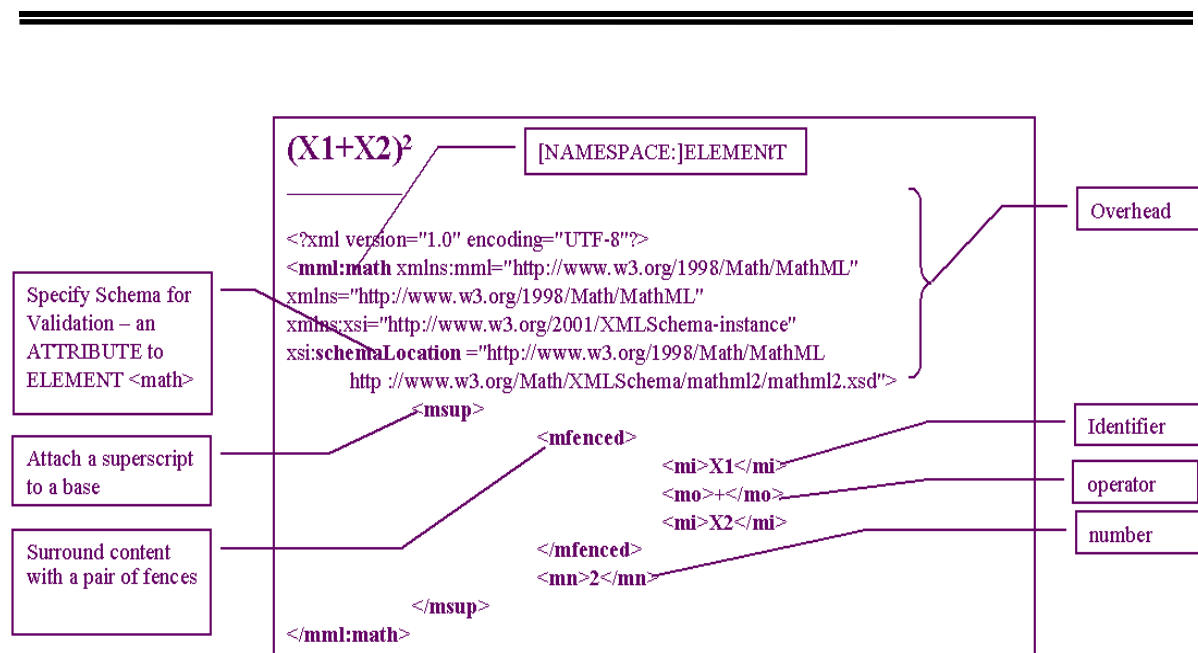 (X1+X2)²
[NAMESPACE:]ELEMENtT
Overhead
<?xml version="1.0" encoding="UTF-8"?>
<mml:math xmlns:mml="http://www.w3.org/1998/Math/MathML"
xmlns="http://www.w3.org/1998/Math/MathML"
xmlns:xsi="http://www.w3.org/2001/XMLSchema-instance"
xsi:schemaLocation ="http://www.w3.org/1998/Math/MathML
http ://www.w3.org/Math/XMLSchema/mathml2/mathml2.xsd">
<msup>
<mfenced>
<mi>X1</mi>
<mo>+</mo>
<mi>X2</mi>
</mfenced>
<mn>2</mn>
</msup>
</mml:math>
Specify Schema for
Validation – an
ATTRIBUTE to
ELEMENT <math>
Attach a superscript
to a base
Surround content
with a pair of fences
Identifier
operator
number